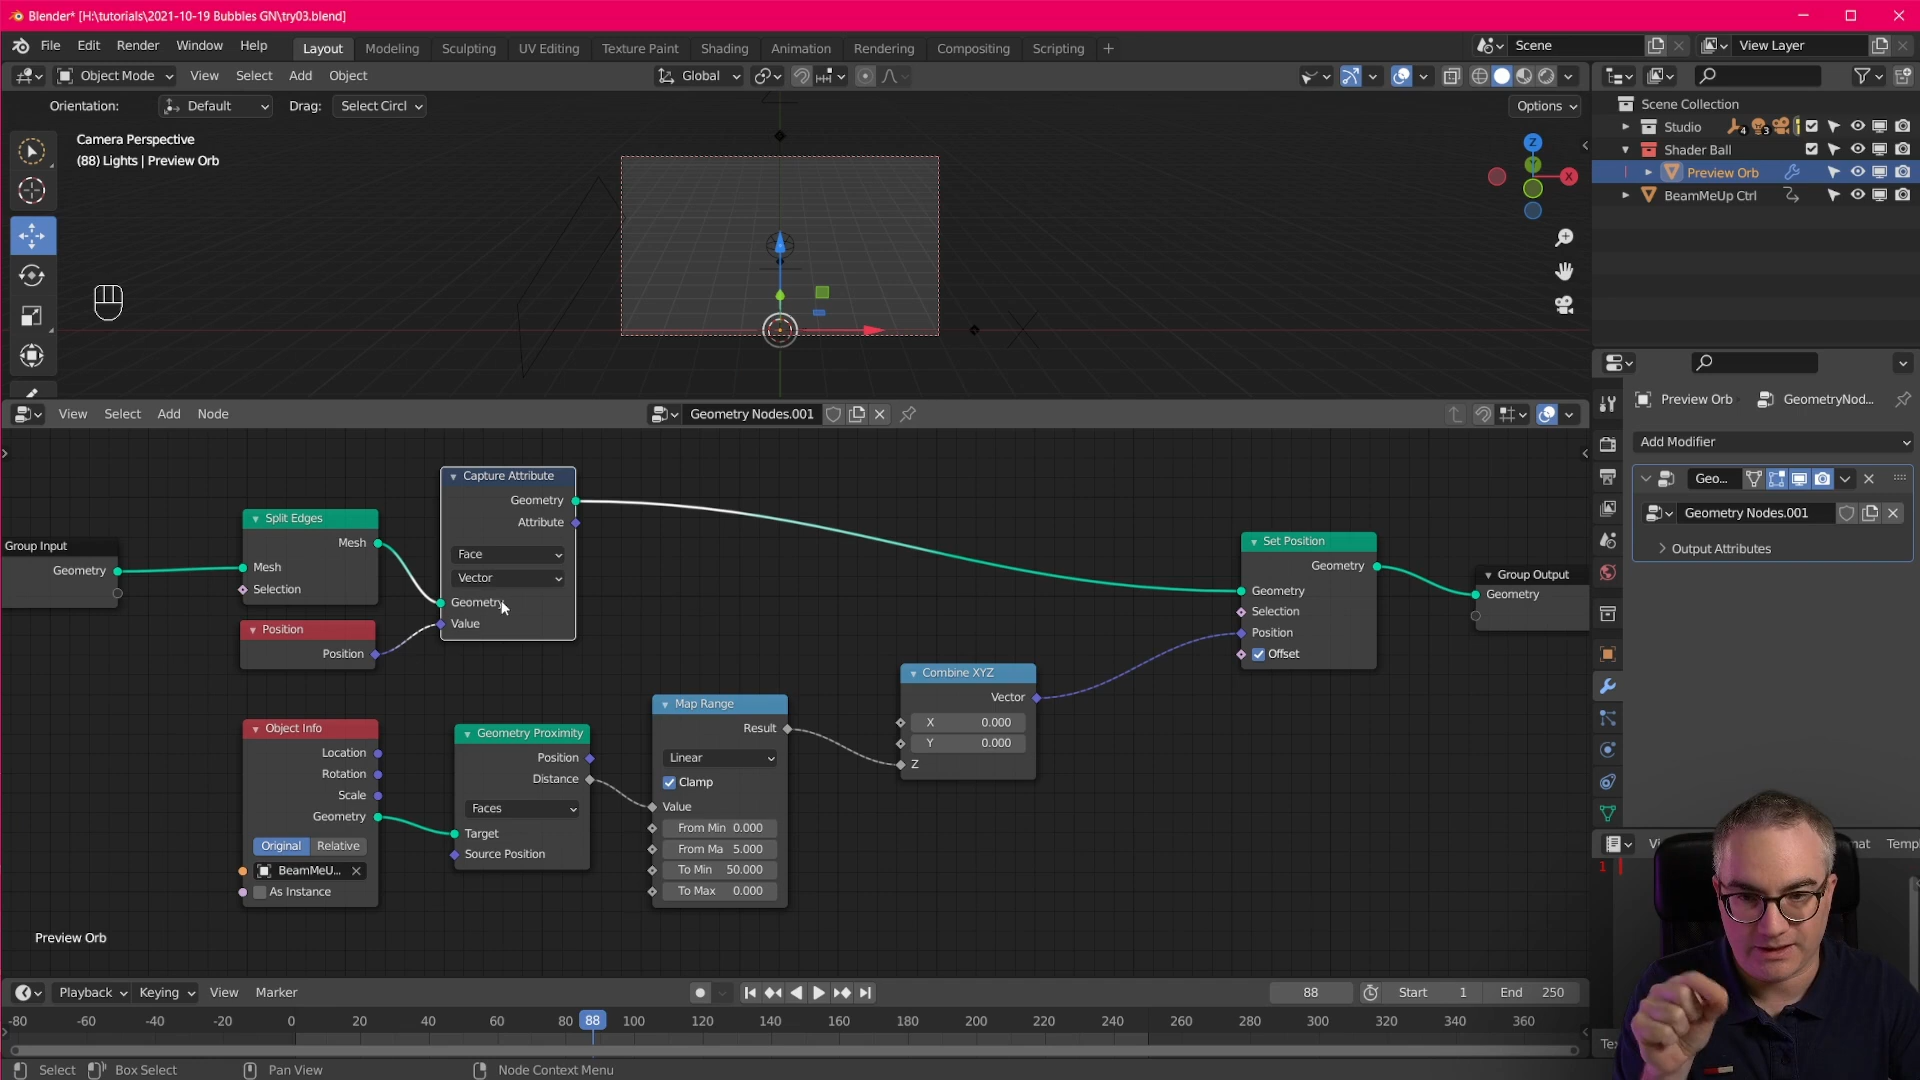 Blender* [H:\tutorials\2021-10-19 Bubbles GN\try03.blend]
File Edit Render Window Help Layout Modeling Sculpting UV Editing Texture Paint Shading Animation Rendering Compositing Scripting + Scene View Layer
Object Mode View Select Add Object Global
Orientation: Default Drag: Select Circl Options
Camera Perspective
(88) Lights | Preview Orb
Z
Y
X
Scene Collection
Studio 4 3
Shader Ball
Preview Orb
BeamMeUp Ctrl
Preview Orb GeometryNod...
Add Modifier
Geo...
Geometry Nodes.001
Output Attributes
View Select Add Node Geometry Nodes.001
Group Input
Geometry
Split Edges
Mesh
Mesh
Selection
Position
Position
Capture Attribute
Geometry
Attribute
Face
Vector
Geometry
Value
Object Info
Location
Rotation
Scale
Geometry
Original Relative
BeamMeU...
As Instance
Geometry Proximity
Position
Distance
Faces
Target
Source Position
Map Range
Result
Linear
Clamp
Value
From Min 0.000
From Ma 5.000
To Min 50.000
To Max 0.000
Combine XYZ
Vector
X 0.000
Y 0.000
Z
Set Position
Geometry
Geometry
Selection
Position
Offset
Group Output
Geometry
Preview Orb
1
Playback Keying View Marker 88 Start 1 End 250
-80 -60 -40 -20 0 20 40 60 80 88 100 120 140 160 180 200 220 240 260 280 300 320 340 360
Select Box Select Pan View Node Context Menu